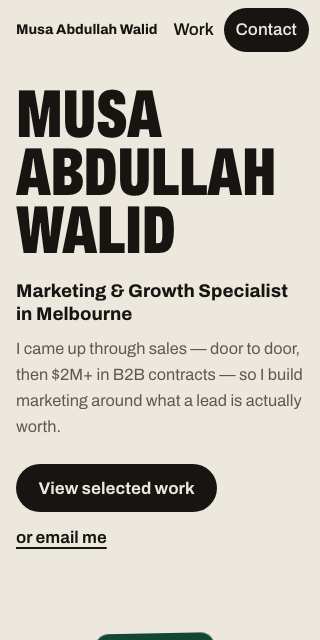 Musa Abdullah Walid Work Contact
MUSA
ABDULLAH
WALID
Marketing & Growth Specialist
in Melbourne
I came up through sales — door to door,
then $2M+ in B2B contracts — so I build
marketing around what a lead is actually
worth.
View selected work
or email me